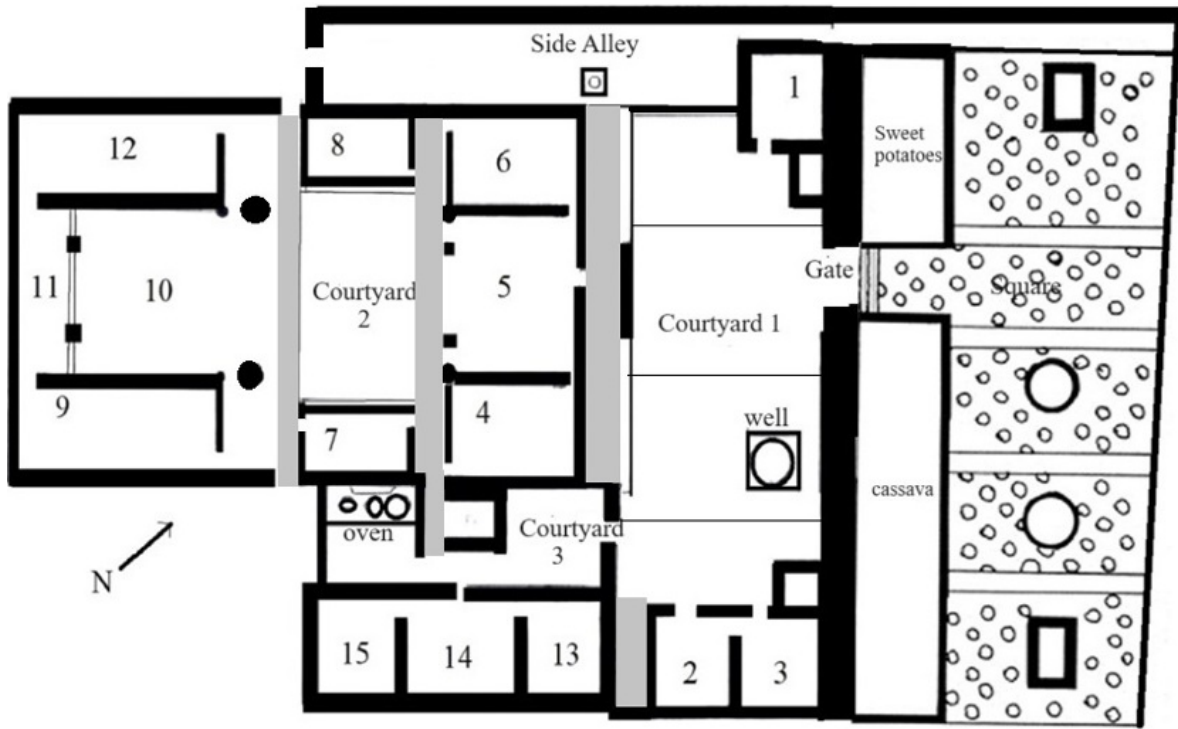 Side Alley
1
12
8
6
Sweet
potatoes
Gate
Square
11
10
Courtyard
2
5
Courtyard 1
9
7
4
well
cassava
oven
Courtyard
3
N
15
14
13
2
3